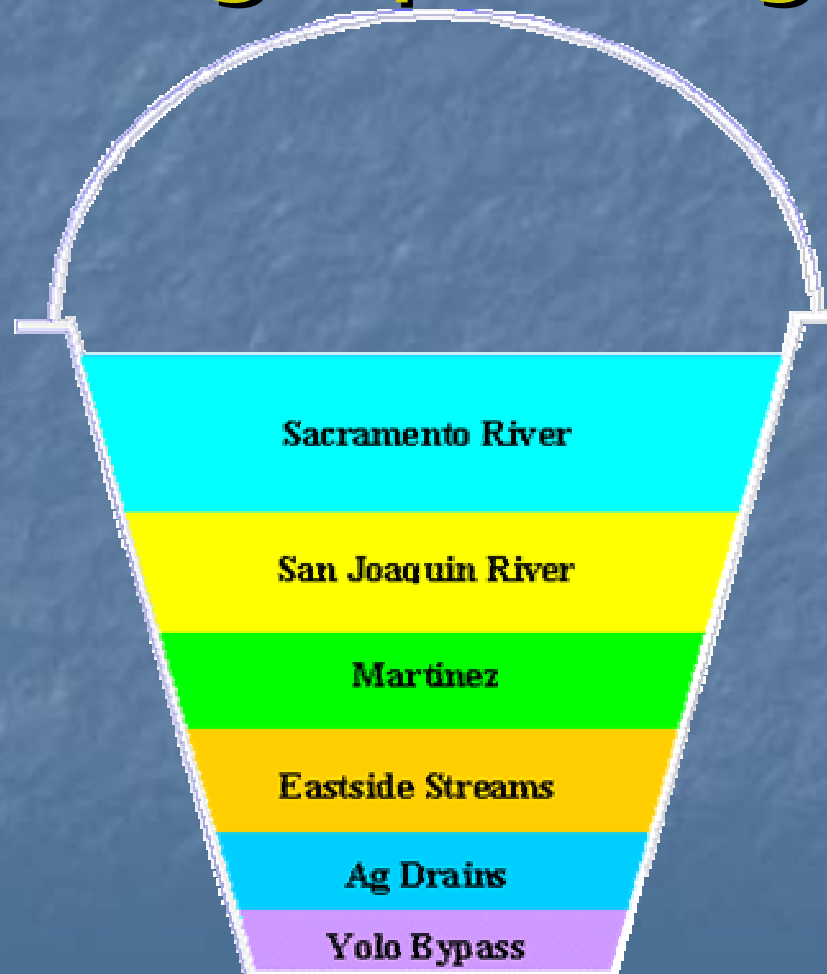 Sacramento River
San Joaquin River
Martinez
Eastside Streams
Ag Drains
Yolo Bypass